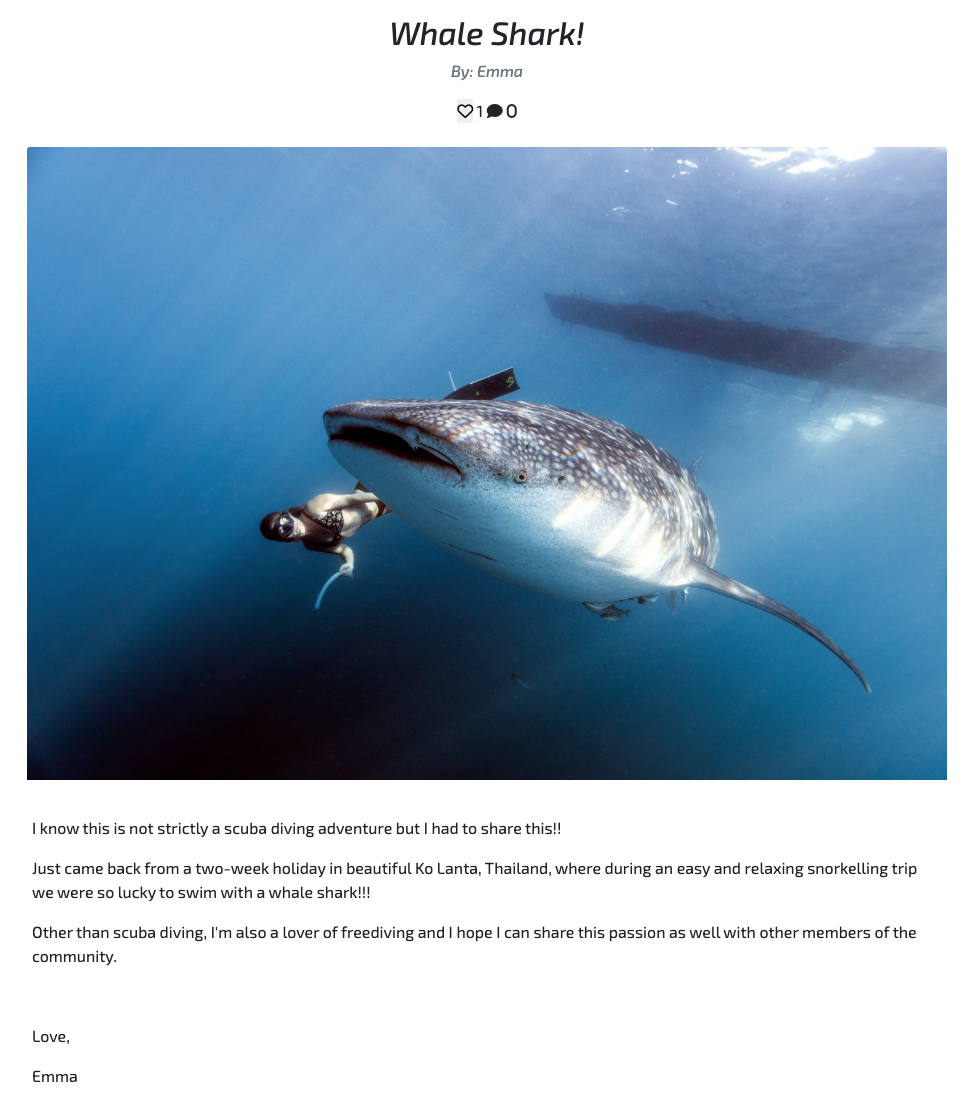 Whale Shark!
By: Emma
1 0
I know this is not strictly a scuba diving adventure but I had to share this!!
Just came back from a two-week holiday in beautiful Ko Lanta, Thailand, where during an easy and relaxing snorkelling trip
we were so lucky to swim with a whale shark!!!
Other than scuba diving, I'm also a lover of freediving and I hope I can share this passion as well with other members of the
community.
Love,
Emma